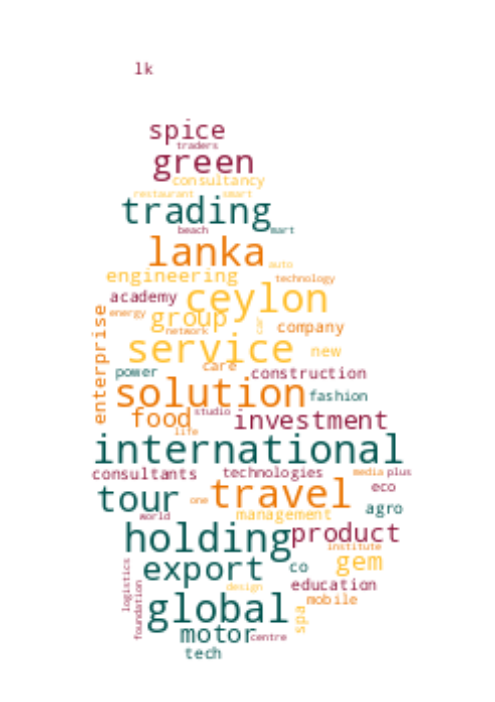 lk
spice
traders
green
consultancy
restaurant smart
trading
beach mart
lanka
auto
engineering technology
academy ceylon
energy group
enterprise
network car company
service new
care
power construction
solution fashion
food studio investment
life
international
consultants technologies media plus
eco
tour one travel
agro
world management
holding product
institute
export co gem
design education
logistics
foundation
mobile
global spa
motor centre
tech